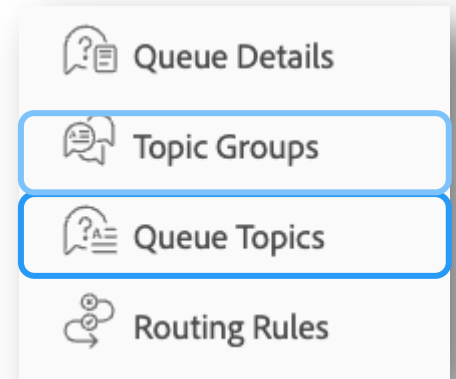 Queue Details
Topic Groups
Queue Topics
Routing Rules